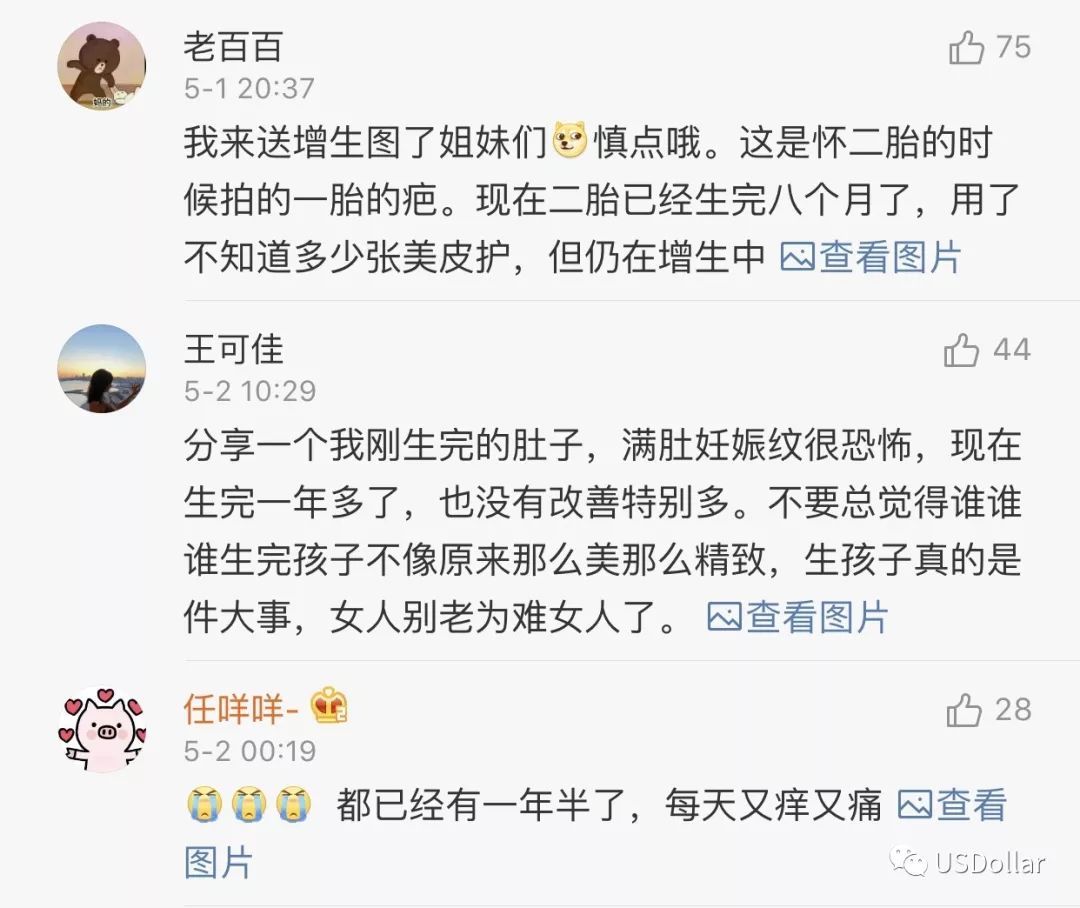 老百百
75
5-1 20:37
我来送增生图了姐妹们慎点哦。这是怀二胎的时
候拍的一胎的疤。现在二胎已经生完八个月了，用了
不知道多少张美皮护，但仍在增生中 查看图片
王可佳
44
5-2 10:29
分享一个我刚生完的肚子，满肚妊娠纹很恐怖，现在
生完一年多了，也没有改善特别多。不要总觉得谁谁
谁生完孩子不像原来那么美那么精致，生孩子真的是
件大事，女人别老为难女人了。 查看图片
任咩咩-
28
5-2 00:19
都已经有一年半了，每天又痒又痛 查看
图片
USDollar